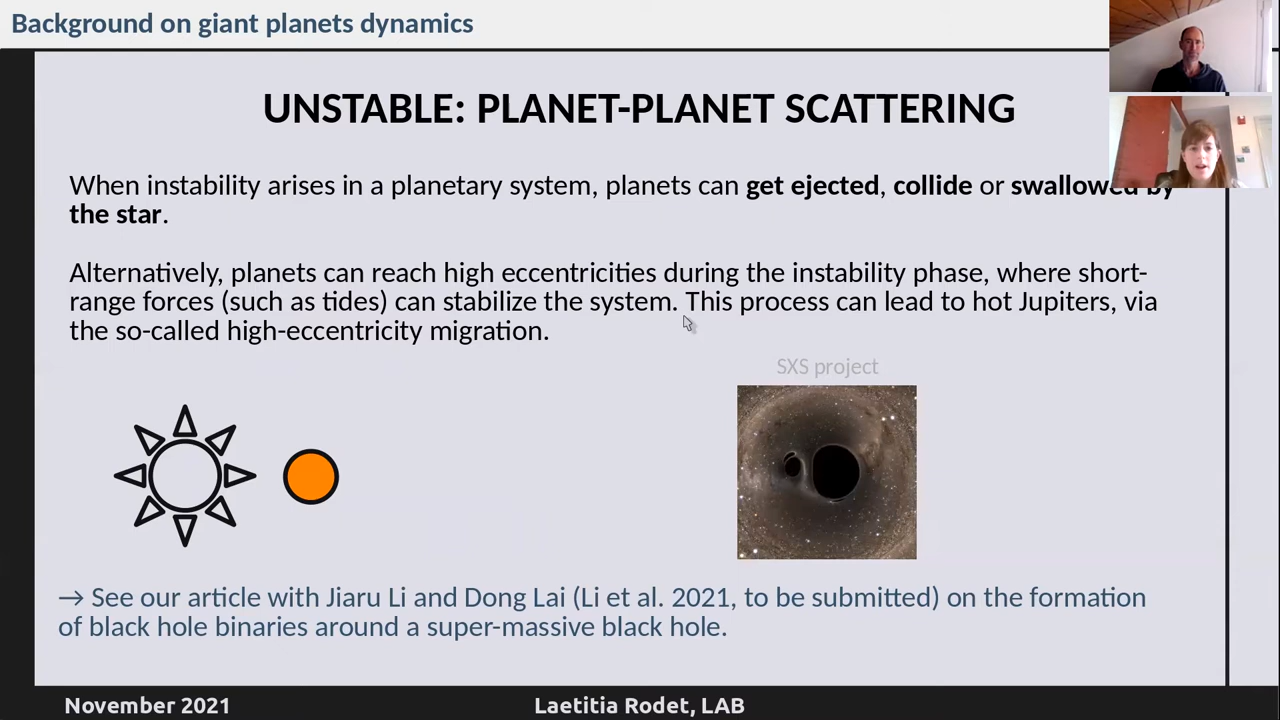 Background on giant planets dynamics
UNSTABLE: PLANET-PLANET SCATTERING
When instability arises in a planetary system, planets can get ejected, collide or swallowed by
the star.
Alternatively, planets can reach high eccentricities during the instability phase, where short-
range forces (such as tides) can stabilize the system. This process can lead to hot Jupiters, via
the so-called high-eccentricity migration.
SXS project
→ See our article with Jiaru Li and Dong Lai (Li et al. 2021, to be submitted) on the formation
of black hole binaries around a super-massive black hole.
November 2021
Laetitia Rodet, LAB